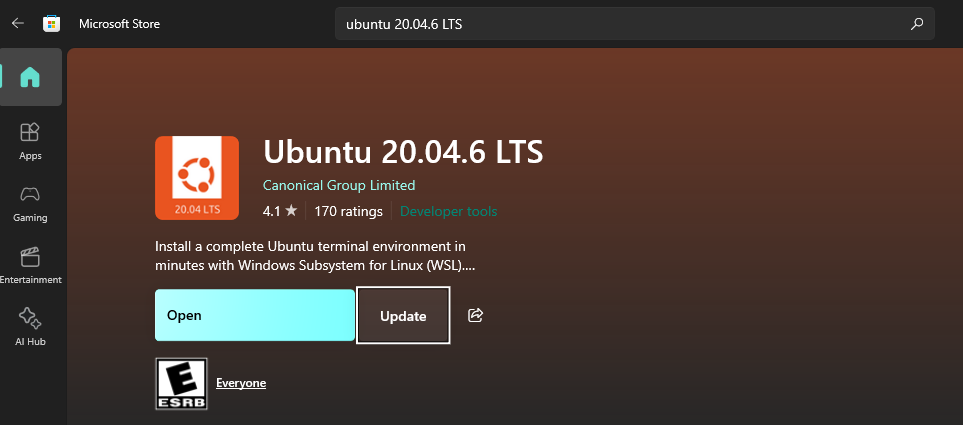 Microsoft Store
ubuntu 20.04.6 LTS
Apps
Gaming
Entertainment
AI Hub
20.04 LTS
Ubuntu 20.04.6 LTS
Canonical Group Limited
4.1 ★ 170 ratings Developer tools
Install a complete Ubuntu terminal environment in
minutes with Windows Subsystem for Linux (WSL)....
Open
Update
E
ESRB
Everyone